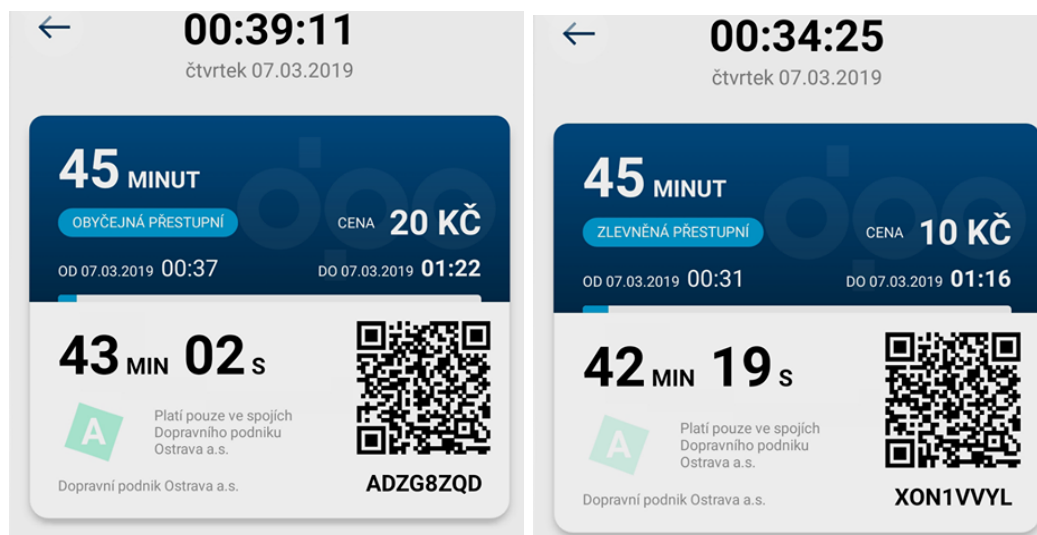 00:39:11
čtvrtek 07.03.2019
45 MINUT
OBYČEJNÁ PŘESTUPNÍ
CENA 20 KČ
OD 07.03.2019 00:37
DO 07.03.2019 01:22
43 MIN 02 S
A
Platí pouze ve spojích
Dopravního podniku
Ostrava a.s.
Dopravní podnik Ostrava a.s.
ADZG8ZQD
00:34:25
čtvrtek 07.03.2019
45 MINUT
ZLEVNĚNÁ PŘESTUPNÍ
CENA 10 KČ
OD 07.03.2019 00:31
DO 07.03.2019 01:16
42 MIN 19 S
A
Platí pouze ve spojích
Dopravního podniku
Ostrava a.s.
Dopravní podnik Ostrava a.s.
XON1VVYL